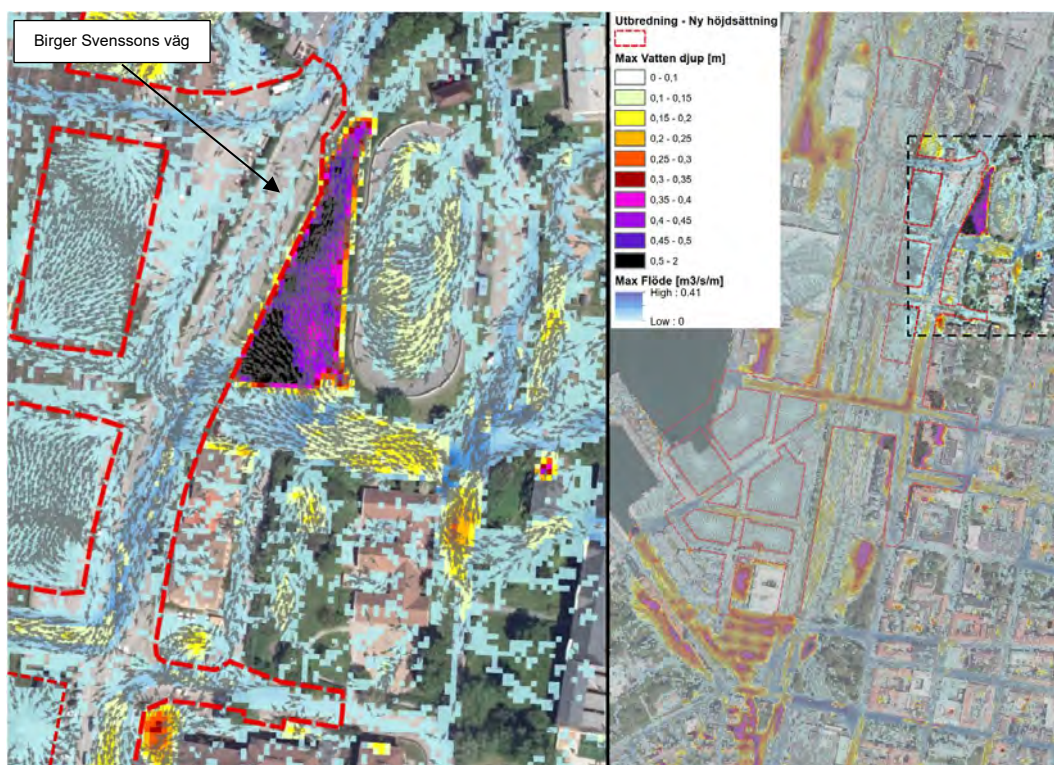 Birger Svenssons väg
Utbredning - Ny höjdsättning
Max Vatten djup [m]
0 - 0,1
0,1 - 0,15
0,15 - 0,2
0,2 - 0,25
0,25 - 0,3
0,3 - 0,35
0,35 - 0,4
0,4 - 0,45
0,45 - 0,5
0,5 - 2
Max Flöde [m3/s/m]
High : 0.41
Low : 0